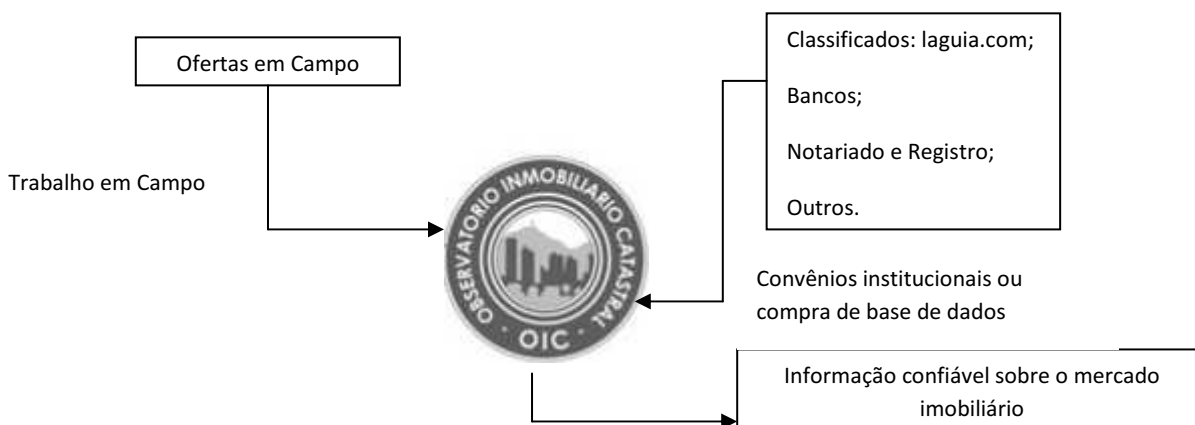 Ofertas em Campo
Classificados: laguia.com;
Bancos;
Notariado e Registro;
Outros.
Trabalho em Campo
OBSERVATORIO INMOBILIARIO CATASTRAL
· OIC ·
Convênios institucionais ou
compra de base de dados
Informação confiável sobre o mercado
imobiliário